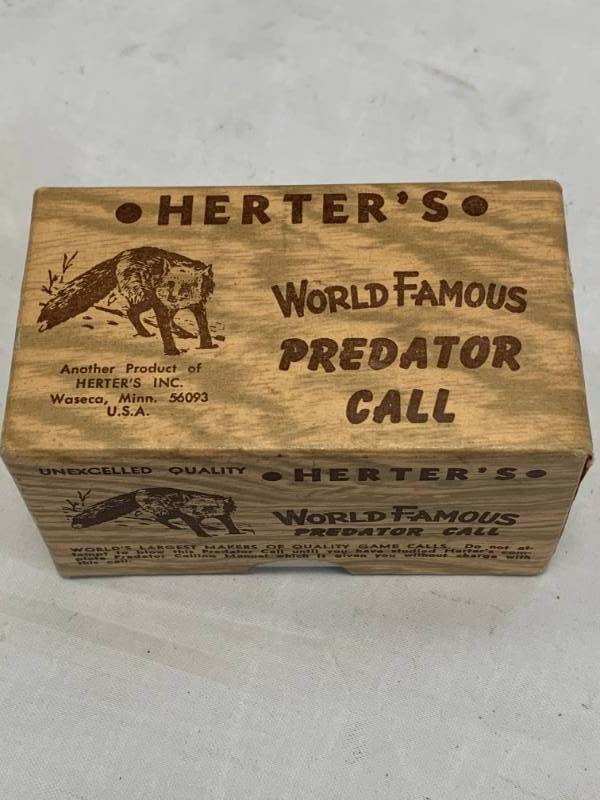 • HERTER'S •
WORLD FAMOUS
PREDATOR
CALL
Another Product of
HERTER'S INC.
Waseca, Minn. 56093
U.S.A.
UNEXCELLED QUALITY
• HERTER'S •
WORLD FAMOUS
PREDATOR CALL
WORLD'S LARGEST MAKERS OF QUALITY GAME CALLS. Do not at-
tempt to blow this Predator Call until you have studied Herter's com-
plete Predator Calling Manual which is given you without charge with
this call.